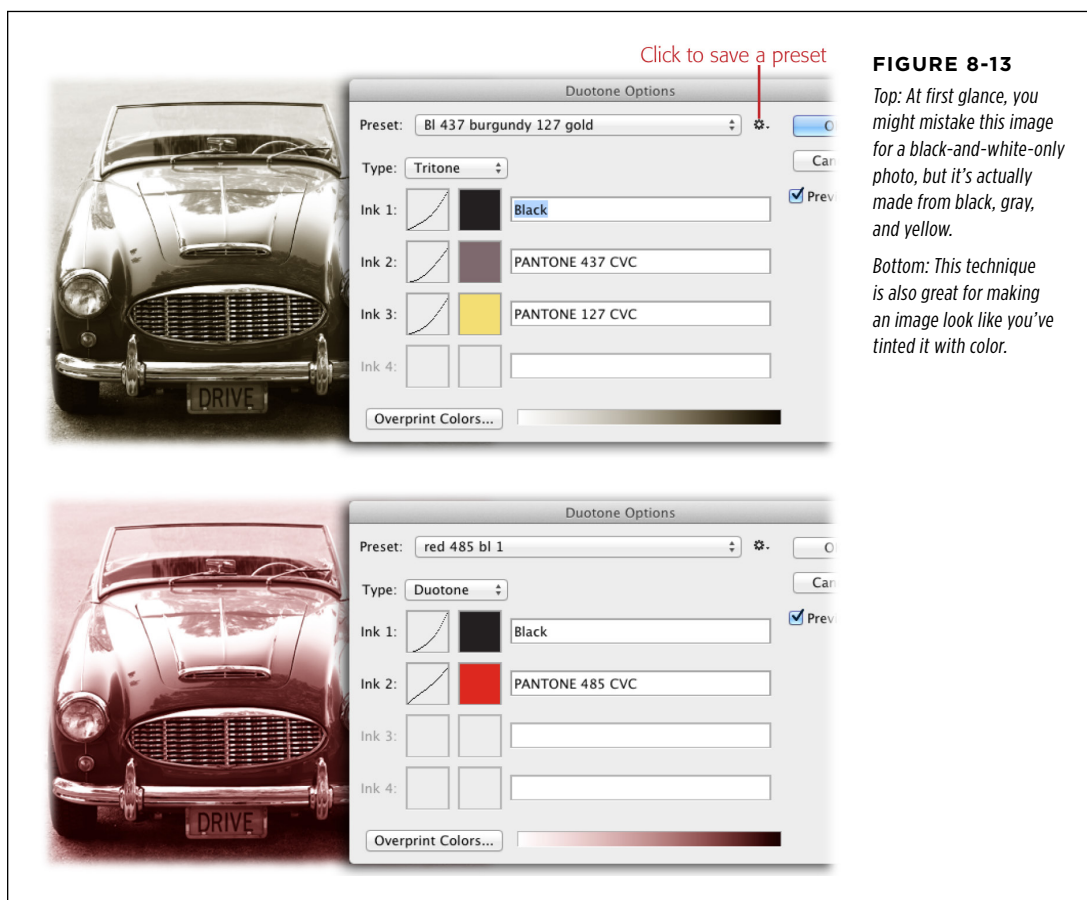 Click to save a preset
Duotone Options
Preset: Bl 437 burgundy 127 gold
Type: Tritone
Ink 1: Black
Ink 2: PANTONE 437 CVC
Ink 3: PANTONE 127 CVC
Ink 4:
Overprint Colors...
O
Can
Prev
DRIVE
Duotone Options
Preset: red 485 bl 1
Type: Duotone
Ink 1: Black
Ink 2: PANTONE 485 CVC
Ink 3:
Ink 4:
Overprint Colors...
Can
Prev
DRIVE
FIGURE 8-13
Top: At first glance, you
might mistake this image
for a black-and-white-only
photo, but it's actually
made from black, gray,
and yellow.
Bottom: This technique
is also great for making
an image look like you've
tinted it with color.